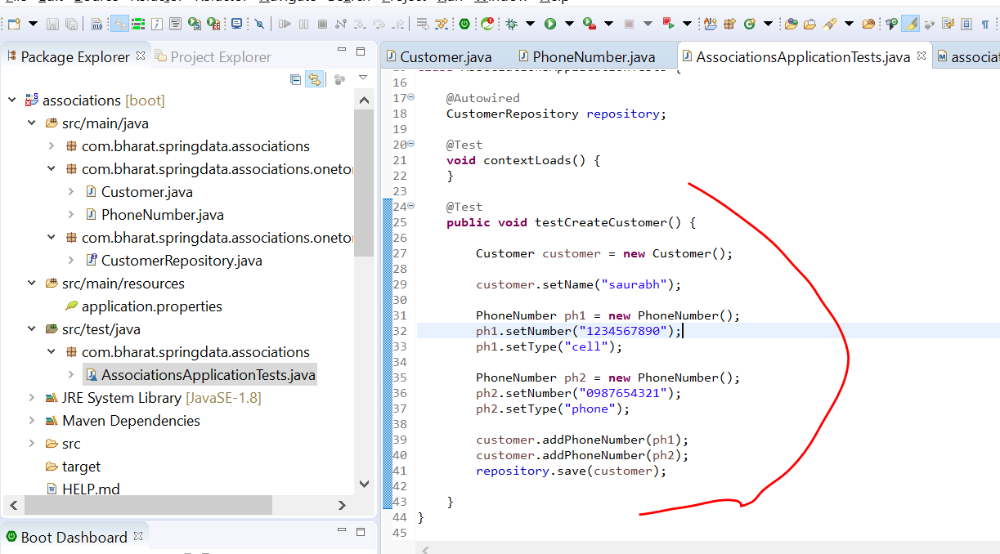 Package Explorer
Project Explorer
associations [boot]
src/main/java
com.bharat.springdata.associations
com.bharat.springdata.associations.oneto
Customer.java
PhoneNumber.java
com.bharat.springdata.associations.oneto
CustomerRepository.java
src/main/resources
application.properties
src/test/java
com.bharat.springdata.associations
AssociationsApplicationTests.java
JRE System Library [JavaSE-1.8]
Maven Dependencies
src
target
HELP.md
Boot Dashboard
Customer.java
PhoneNumber.java
AssociationsApplicationTests.java
associat
16
17 @Autowired
18 CustomerRepository repository;
19
20 @Test
21 void contextLoads() {
22 }
23
24 @Test
25 public void testCreateCustomer() {
26
27 Customer customer = new Customer();
28
29 customer.setName("saurabh");
30
31 PhoneNumber ph1 = new PhoneNumber();
32 ph1.setNumber("1234567890");
33 ph1.setType("cell");
34
35 PhoneNumber ph2 = new PhoneNumber();
36 ph2.setNumber("0987654321");
37 ph2.setType("phone");
38
39 customer.addPhoneNumber(ph1);
40 customer.addPhoneNumber(ph2);
41 repository.save(customer);
42
43 }
44 }
45